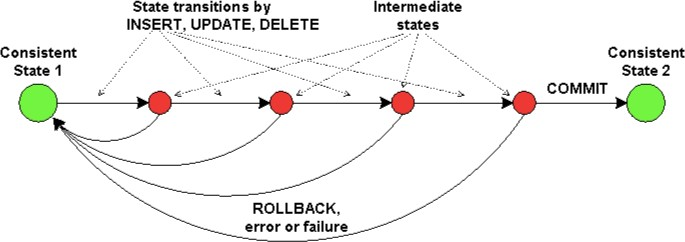 State transitions by
INSERT, UPDATE, DELETE
Intermediate
states
Consistent
State 1
Consistent
State 2
COMMIT
ROLLBACK,
error or failure